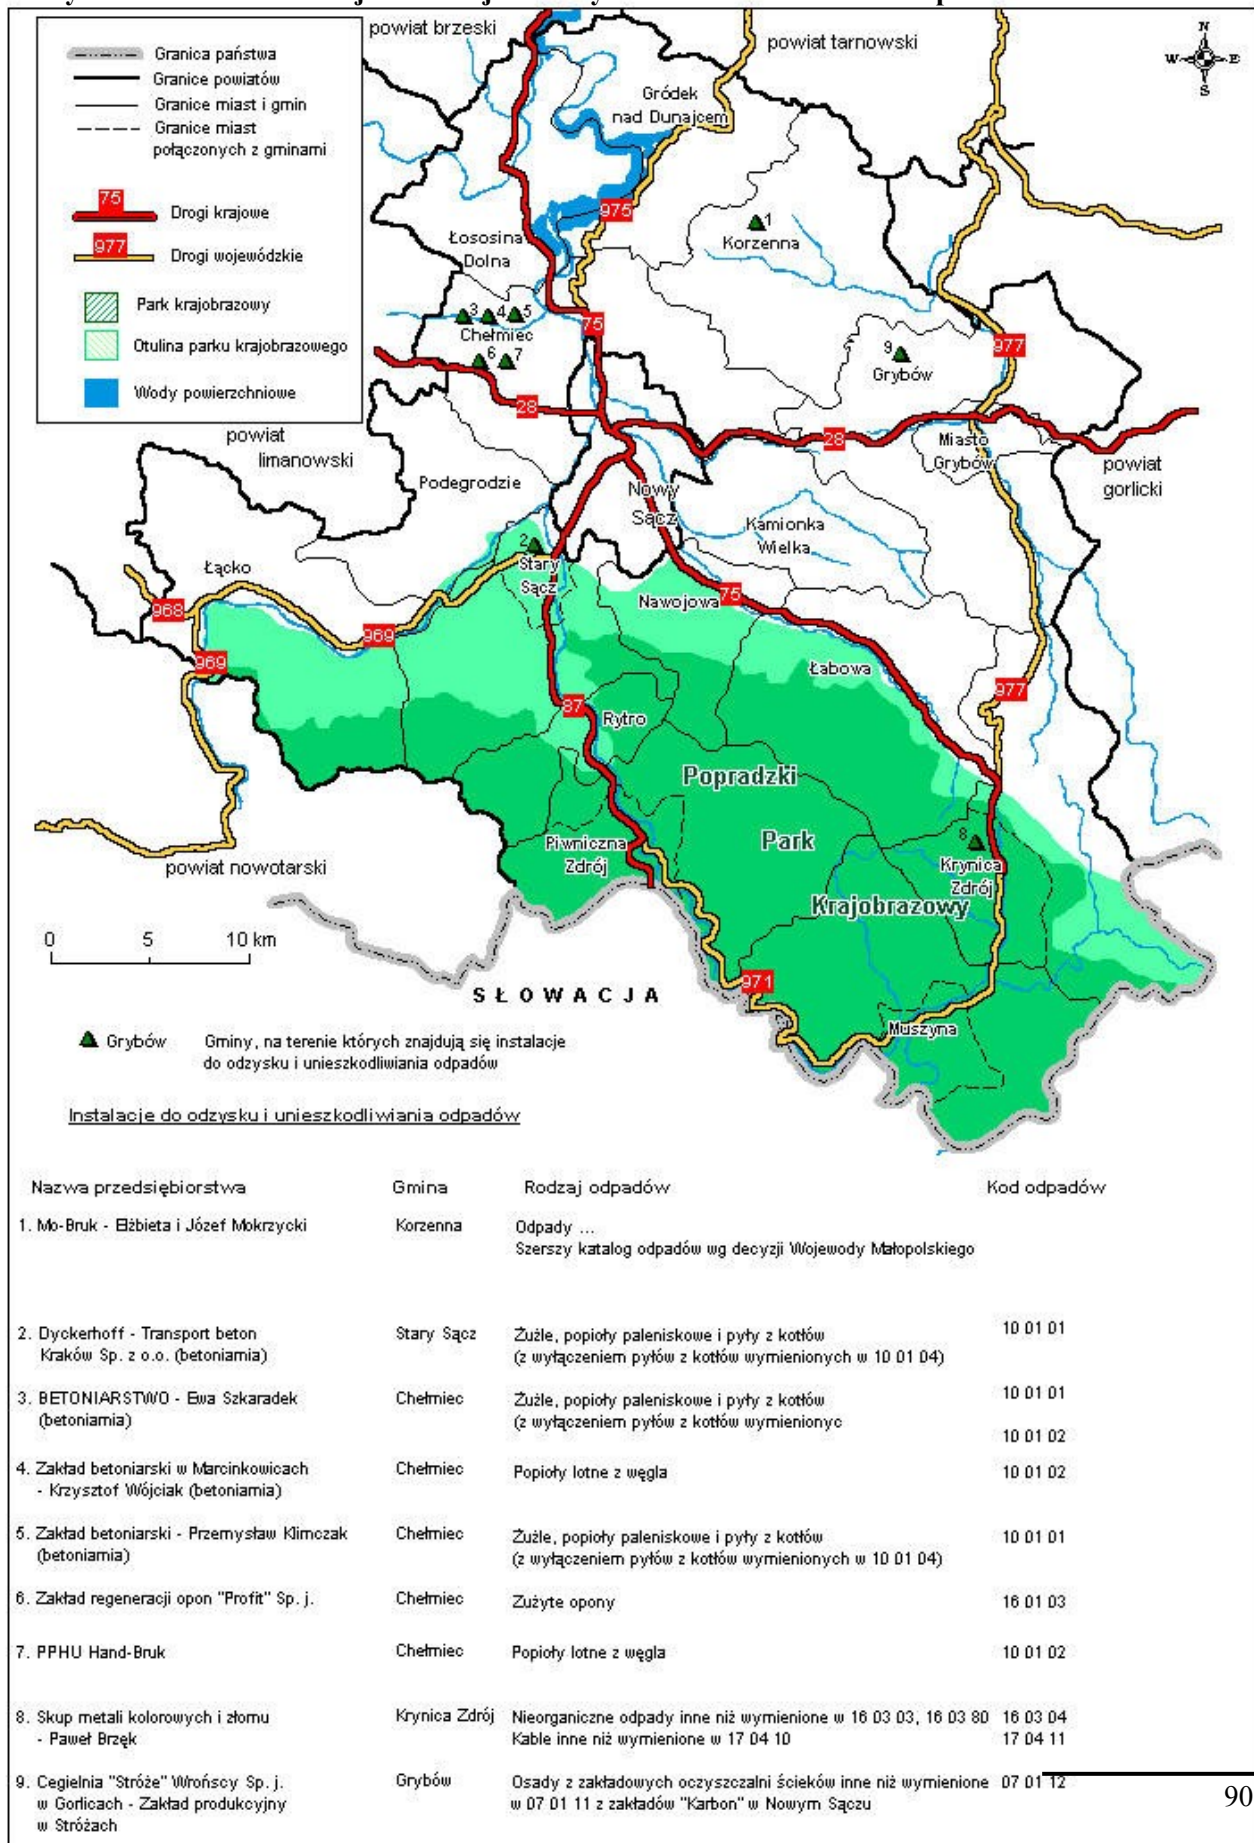 powiat brzeski
powiat tarnowski
N
W E
S
Granica państwa
Granice powiatów
Granice miast i gmin
Granice miast
połączonych z gminami
75
Drogi krajowe
977
Drogi wojewódzkie
Park krajobrazowy
Otulina parku krajobrazowego
Wody powierzchniowe
Gródek
nad Dunajcem
975
1
Korzenna
Łososina
Dolna
3 4 5
Chełmiec
6 7
75
977
9
Grybów
28
28
Miasto
Grybów
powiat
limanowski
powiat
gorlicki
Podegrodzie
Nowy
Sącz
Kamionka
Wielka
2
Stary
Sącz
Łącko
968
969
969
Nawojowa
75
Łabowa
977
87
Rytro
Popradzki
Park
Krajobrazowy
Piwniczna
Zdrój
8
Krynica
Zdrój
powiat nowotarski
0 5 10 km
971
SŁOWACJA
Muszyna
Grybów Gminy, na terenie których znajdują się instalacje
do odzysku i unieszkodliwiania odpadów
Instalacje do odzysku i unieszkodliwiania odpadów
Nazwa przedsiębiorstwa Gmina Rodzaj odpadów Kod odpadów
1. Mo-Bruk - Elżbieta i Józef Mokrzycki Korzenna Odpady ...
Szerszy katalog odpadów wg decyzji Wojewody Małopolskiego
2. Dyckerhoff - Transport beton Stary Sącz Żużle, popioły paleniskowe i pyły z kotłów 10 01 01
Kraków Sp. z o.o. (betoniarnia) (z wyłączeniem pyłów z kotłów wymienionych w 10 01 04)
3. BETONIARSTWO - Ewa Szkaradek Chełmiec Żużle, popioły paleniskowe i pyły z kotłów 10 01 01
(betoniarnia) (z wyłączeniem pyłów z kotłów wymienionyc
10 01 02
4. Zakład betoniarski w Marcinkowicach Chełmiec Popioły lotne z węgla 10 01 02
- Krzysztof Wójciak (betoniarnia)
5. Zakład betoniarski - Przemysław Klimczak Chełmiec Żużle, popioły paleniskowe i pyły z kotłów 10 01 01
(betoniarnia) (z wyłączeniem pyłów z kotłów wymienionych w 10 01 04)
6. Zakład regeneracji opon "Profit" Sp. j. Chełmiec Zużyte opony 16 01 03
7. PPHU Hand-Bruk Chełmiec Popioły lotne z węgla 10 01 02
8. Skup metali kolorowych i złomu Krynica Zdrój Nieorganiczne odpady inne niż wymienione w 16 03 03, 16 03 80 16 03 04
- Paweł Brzęk Kable inne niż wymienione w 17 04 10 17 04 11
9. Cegielnia "Stróże" Wrońscy Sp. j. Grybów Osady z zakładowych oczyszczalni ścieków inne niż wymienione 07 01 12
w Gorlicach - Zakład produkcyjny w 07 01 11 z zakładów "Karbon" w Nowym Sączu
w Stróżach
90